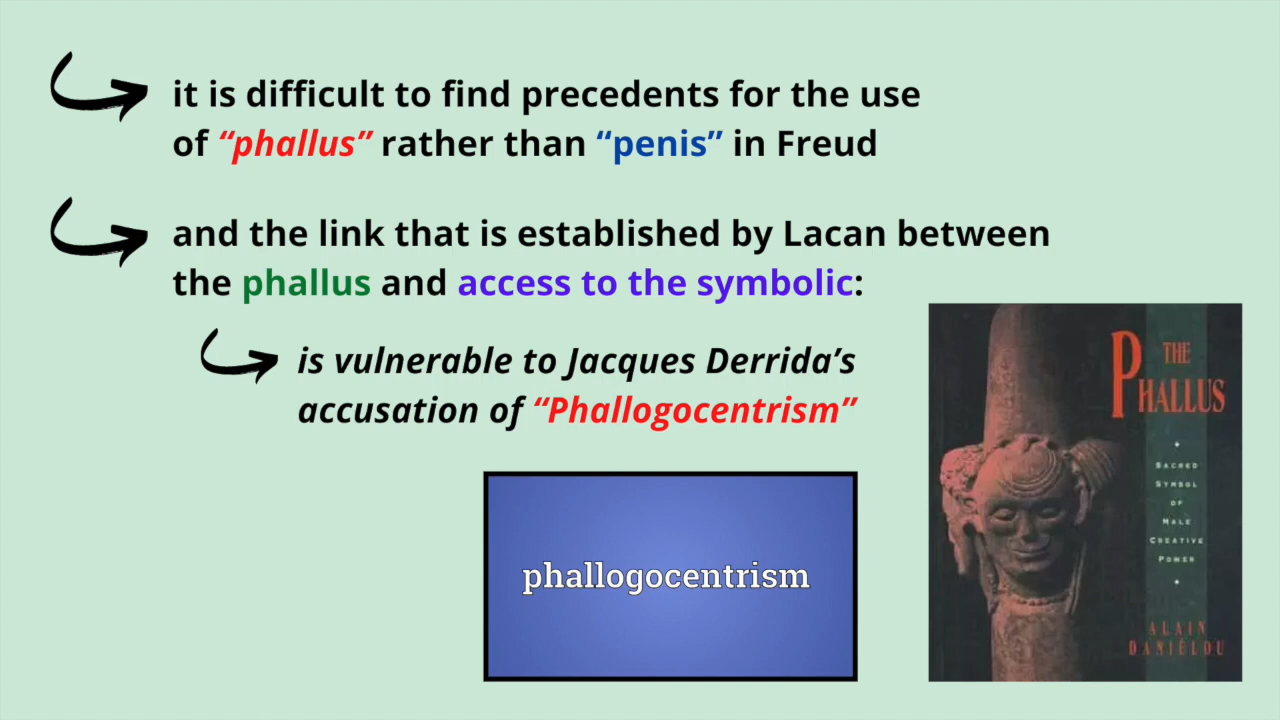 it is difficult to find precedents for the use
of “phallus” rather than “penis” in Freud
and the link that is established by Lacan between
the phallus and access to the symbolic:
is vulnerable to Jacques Derrida’s
accusation of “Phallogocentrism”
phallogocentrism
THE
PHALLUS
SACRED
SYMBOL
OF
MALE
CREATIVE
POWER
ALAIN
DANIÉLOU